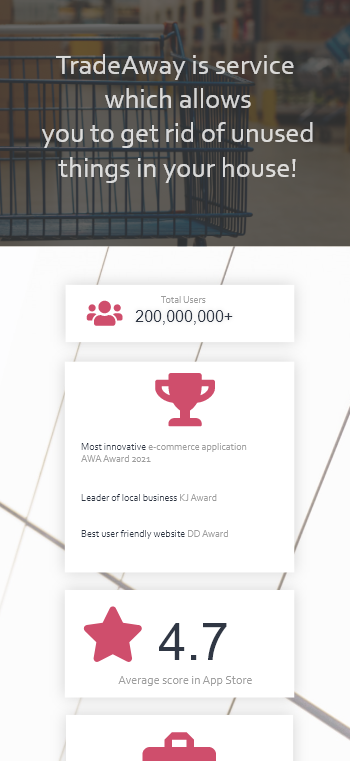 TradeAway is service
which allows
you to get rid of unused
things in your house!
Total Users
200,000,000+
Most innovative e-commerce application
AWA Award 2021
Leader of local business KJ Award
Best user friendly website DD Award
4.7
Average score in App Store